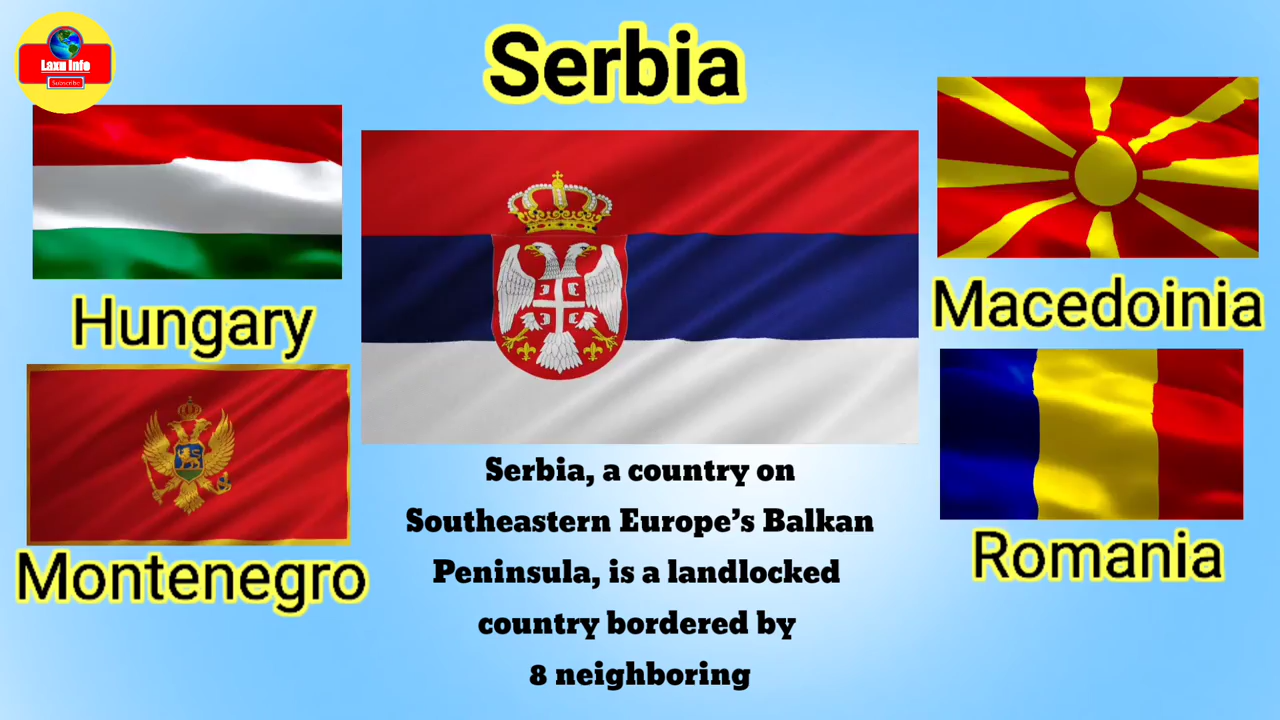 Laxu Info
Subscribe
Serbia
Hungary
Macedoinia
Montenegro
Romania
Serbia, a country on
Southeastern Europe’s Balkan
Peninsula, is a landlocked
country bordered by
8 neighboring